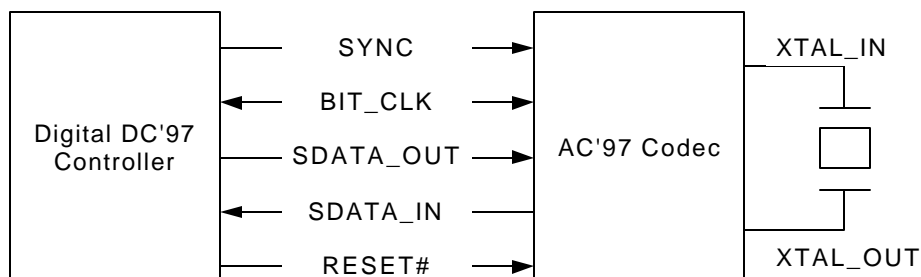 SYNC
XTAL_IN
BIT_CLK
Digital DC'97
Controller
SDATA_OUT
AC'97 Codec
SDATA_IN
RESET#
XTAL_OUT